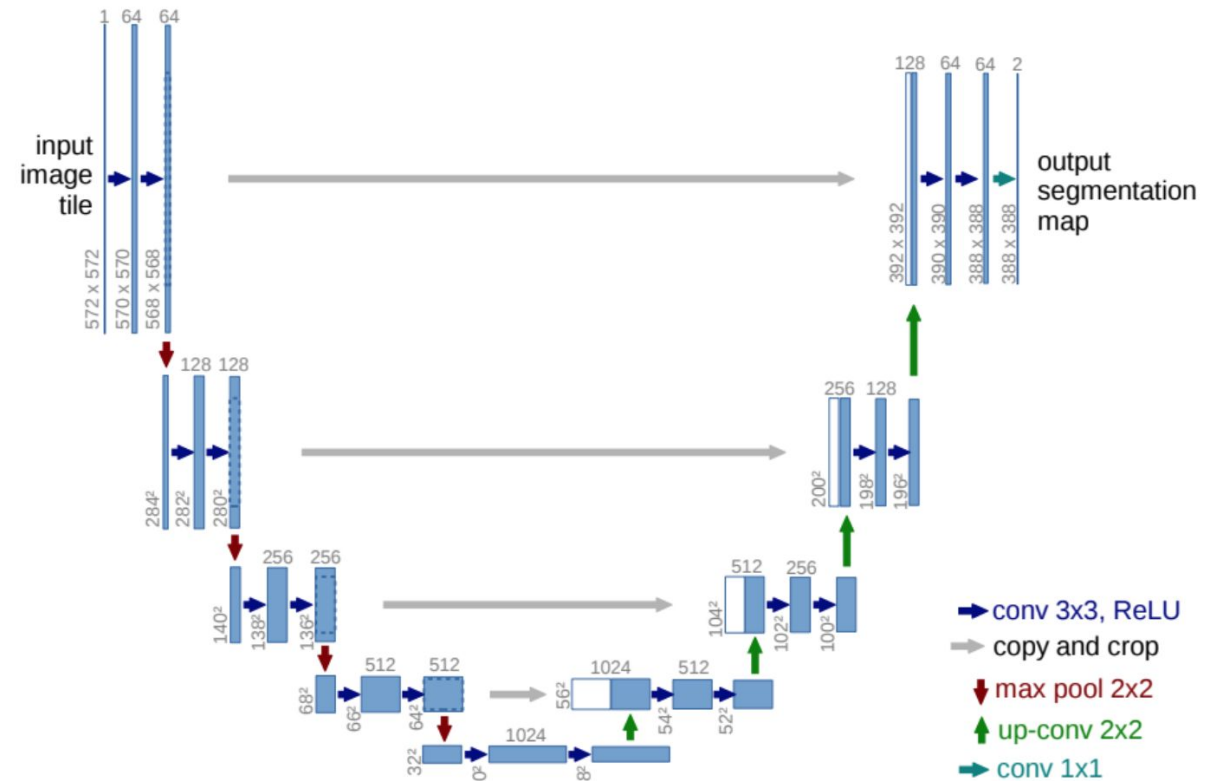 1 64 64
input
image
tile
572 x 572
570 x 570
568 x 568
128 64 64 2
output
segmentation
map
392 x 392
390 x 390
388 x 388
388 x 388
128 128
284²
282²
280²
256 128
200²
198²
196²
256 256
140²
138²
136²
512 256
104²
102²
100²
512 512
68²
66²
64²
1024 512
56²
54²
52²
1024
32²
0²
8²
conv 3x3, ReLU
copy and crop
max pool 2x2
up-conv 2x2
conv 1x1